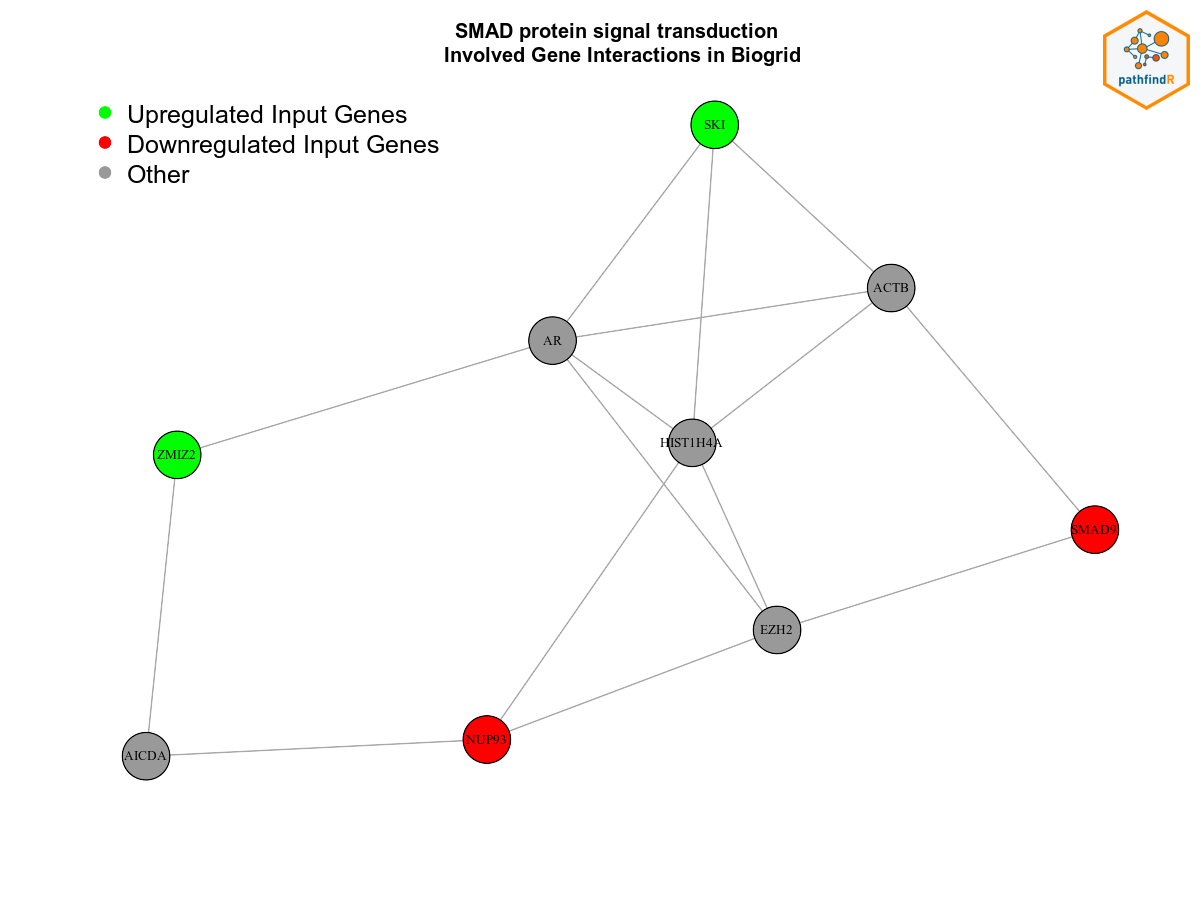 SMAD protein signal transduction
Involved Gene Interactions in Biogrid
pathfindR
Upregulated Input Genes
Downregulated Input Genes
Other
SKI
ACTB
AR
HIST1H4A
ZMIZ2
SMAD9
EZH2
NUP93
AICDA